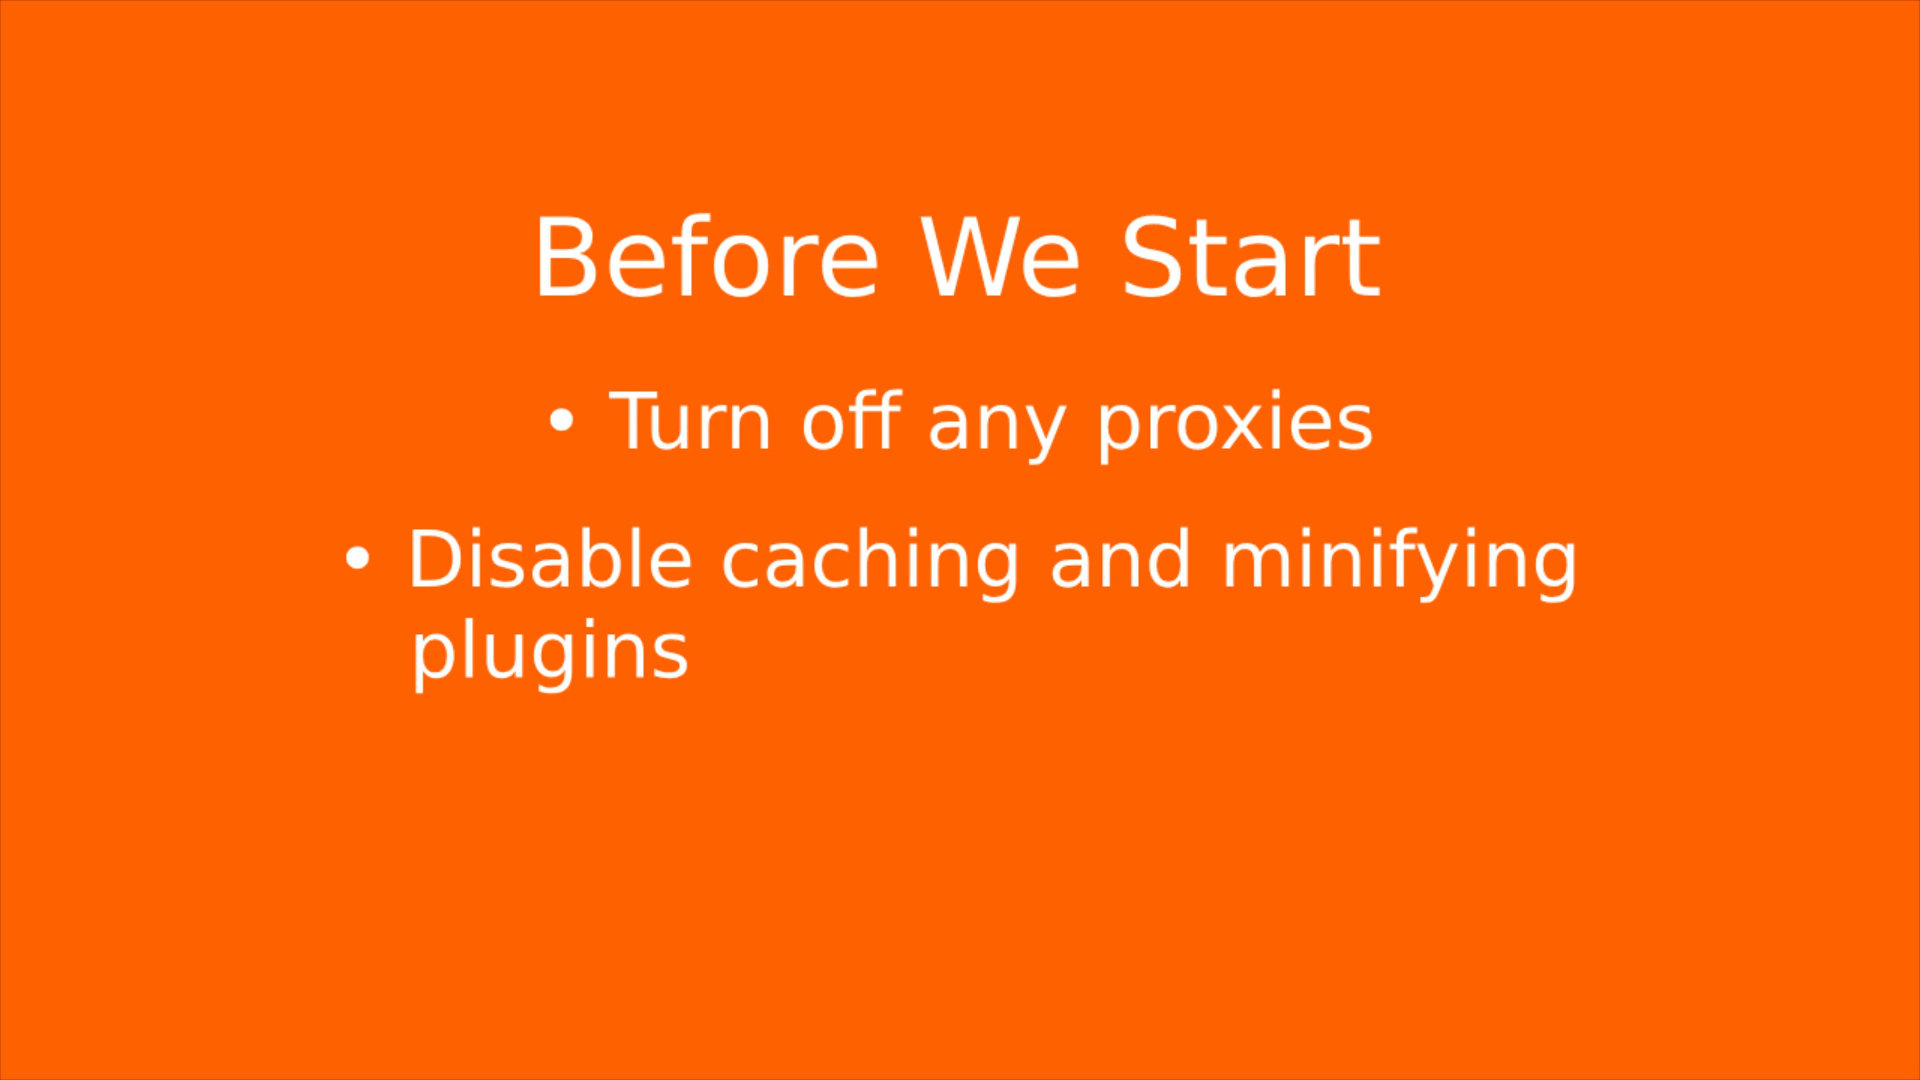 Before We Start
• Turn off any proxies
• Disable caching and minifying
plugins